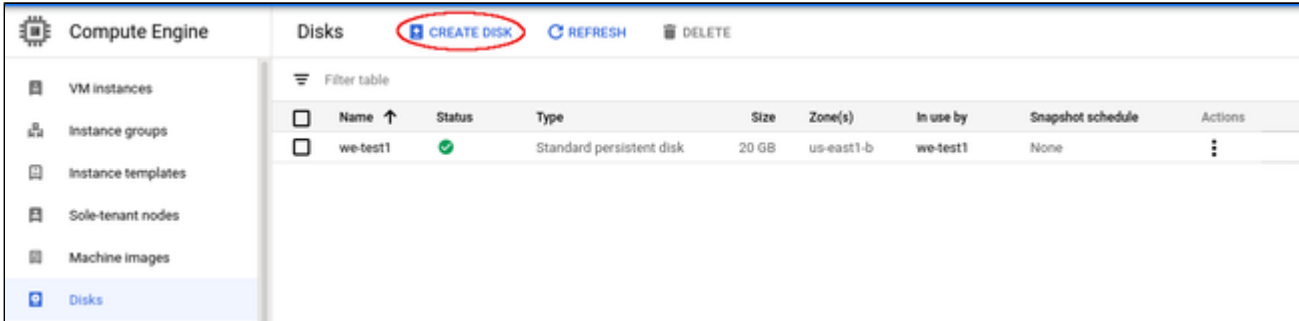 Compute Engine
Disks CREATE DISK REFRESH DELETE
VM instances
Filter table
Instance groups
Name Status Type Size Zone(s) In use by Snapshot schedule Actions
we-test1 Standard persistent disk 20 GB us-east1-b we-test1 None
Instance templates
Sole-tenant nodes
Machine images
Disks